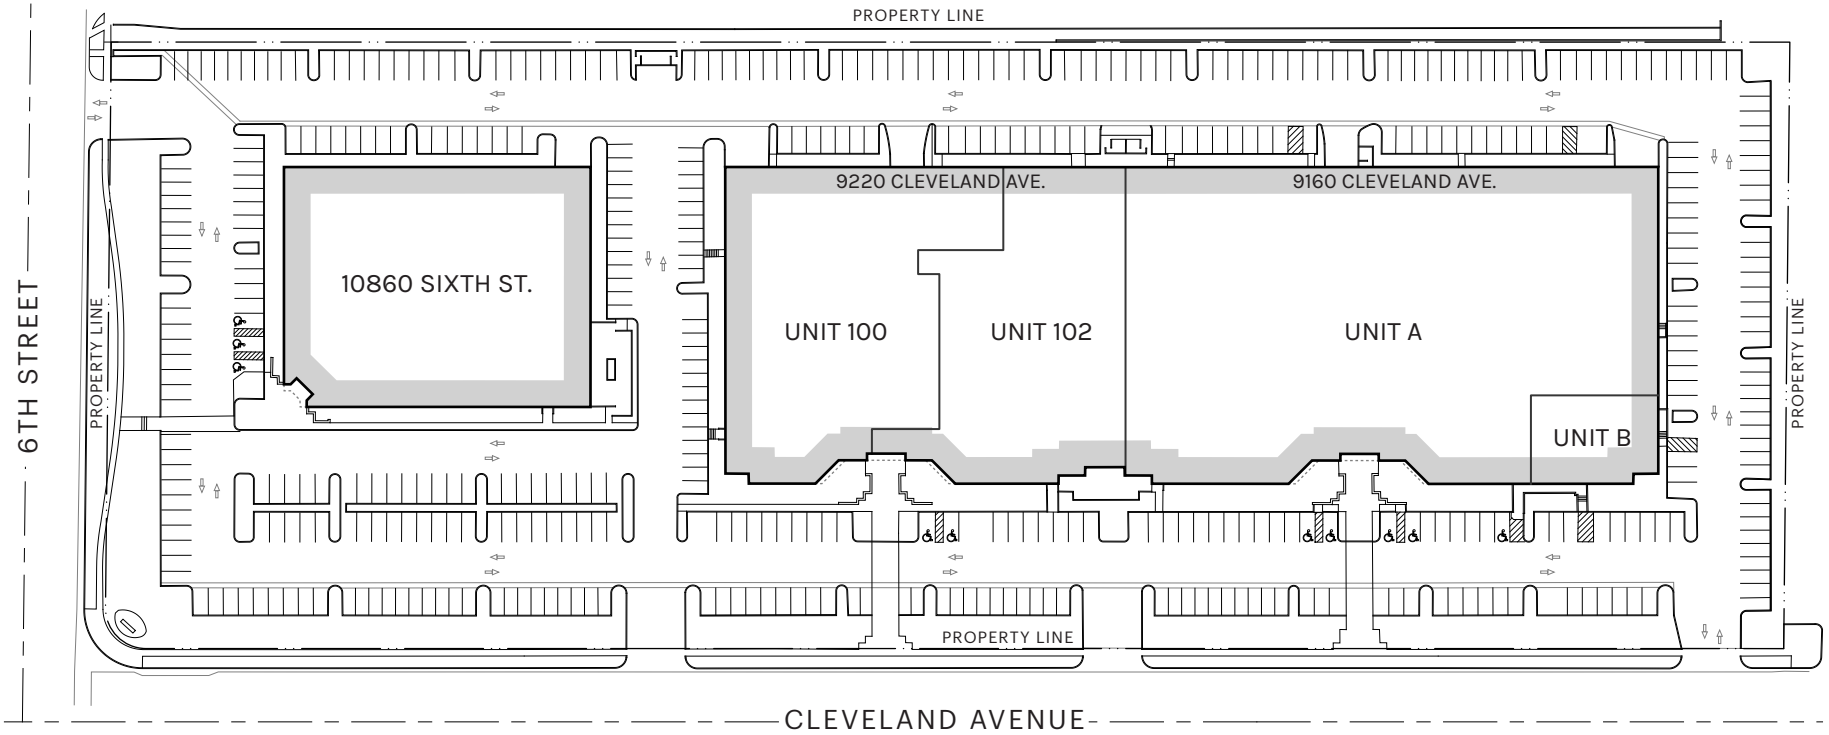 PROPERTY LINE
9220 CLEVELAND AVE.
9160 CLEVELAND AVE.
10860 SIXTH ST.
UNIT 100
UNIT 102
UNIT A
UNIT B
6TH STREET
PROPERTY LINE
PROPERTY LINE
PROPERTY LINE
CLEVELAND AVENUE